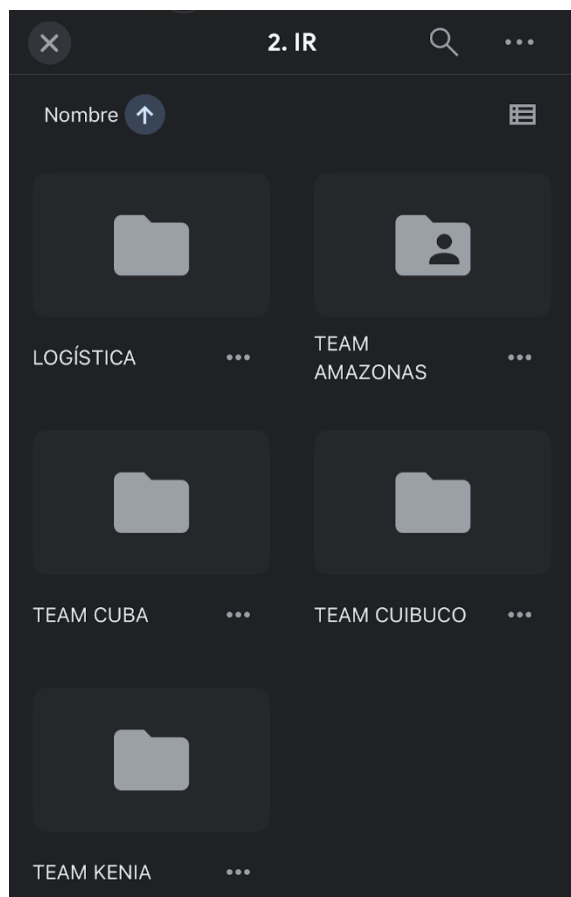 2. IR
Nombre
LOGÍSTICA
TEAM
AMAZONAS
TEAM CUBA
TEAM CUIBUCO
TEAM KENIA